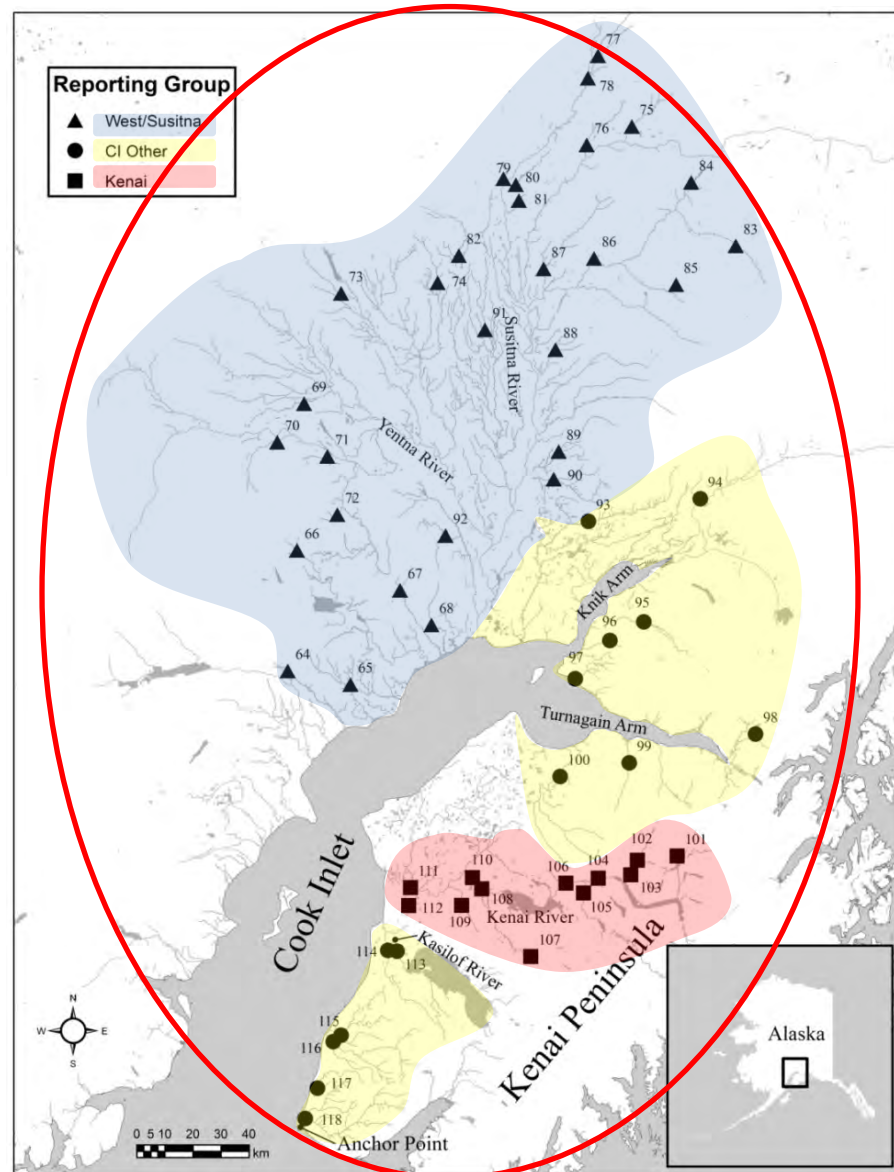 Reporting Group
West/Susitna
CI Other
Kenai
77
78
75
76
79
80
84
81
83
82
86
87
85
73
74
91
Susitna River
88
69
70
71
Yentna River
89
90
94
72
93
92
66
Knik Arm
67
95
68
96
64
97
65
98
Turnagain Arm
99
100
Cook Inlet
102
101
110
106
104
111
103
108
105
112
109
Kenai River
107
Kenai Peninsula
114
Kasilof River
113
N
W
E
S
115
116
Alaska
117
118
Anchor Point
0 5 10 20 30 40
km